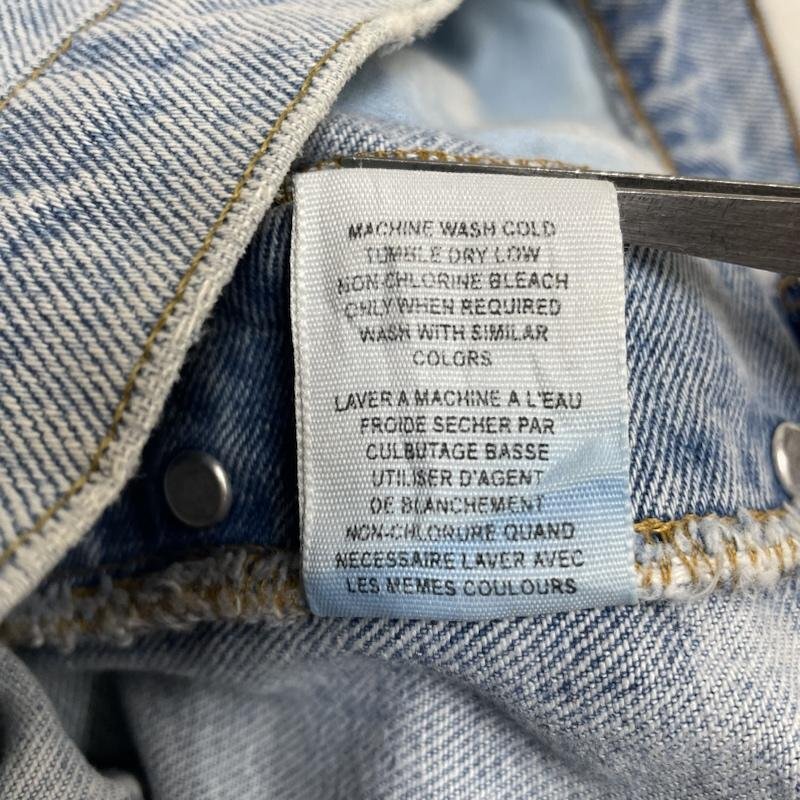 MACHINE WASH COLD
TUMBLE DRY LOW
NON-CHLORINE BLEACH
ONLY WHEN REQUIRED
WASH WITH SIMILAR
COLORS
LAVER A MACHINE A L'EAU
FROIDE SECHER PAR
CULBUTAGE BASSE
UTILISER D'AGENT
DE BLANCHEMENT
NON-CHLORURE QUAND
NECESSAIRE LAVER AVEC
LES MEMES COULOURS